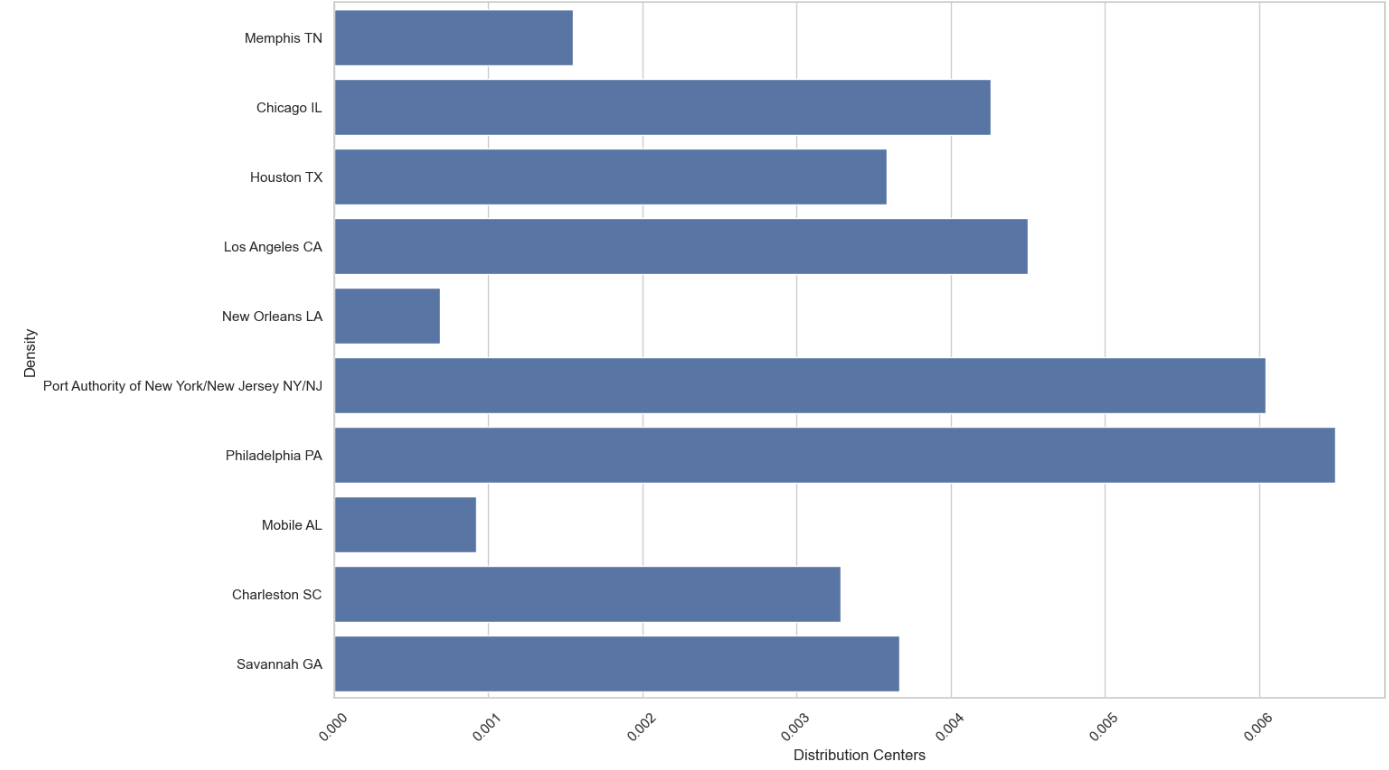 Memphis TN
Chicago IL
Houston TX
Los Angeles CA
New Orleans LA
Density
Port Authority of New York/New Jersey NY/NJ
Philadelphia PA
Mobile AL
Charleston SC
Savannah GA
0.000
0.001
0.002
0.003
0.004
0.005
0.006
Distribution Centers